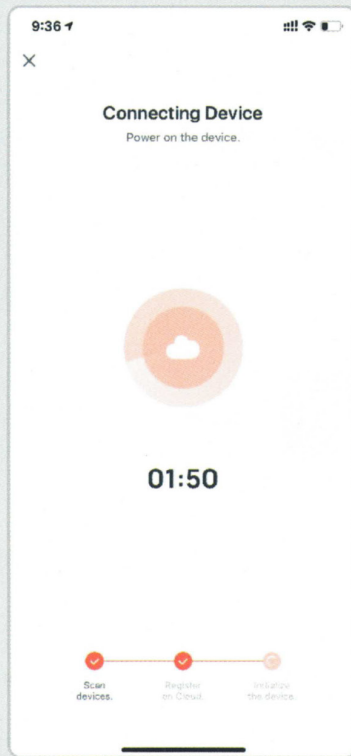 9:36
Connecting Device
Power on the device.
01:50
Scan devices.
Register on Cloud.
Initialize the device.